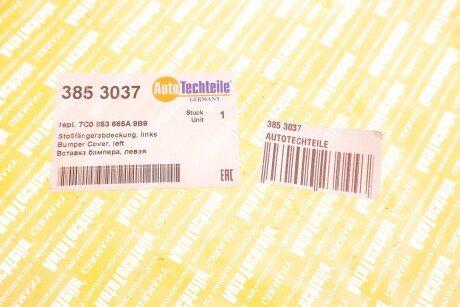 385 3037
AutoTechteile
GERMANY
repl. 7C0 853 665A 9B9
Stück
Unit 1
Stoßfängerabdeckung, links
Bumper Cover, left
Вставка бампера, левая
EAC
385 3037
AUTOTECHTEILE